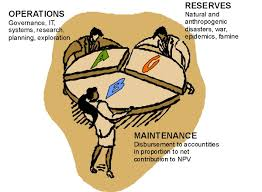 OPERATIONS
Governance, IT,
systems, research,
planning, exploration
RESERVES
Natural and
anthropogenic
disasters, war,
epidemics, famine
MAINTENANCE
Disbursement to accountities
in proportion to net
contribution to NPV